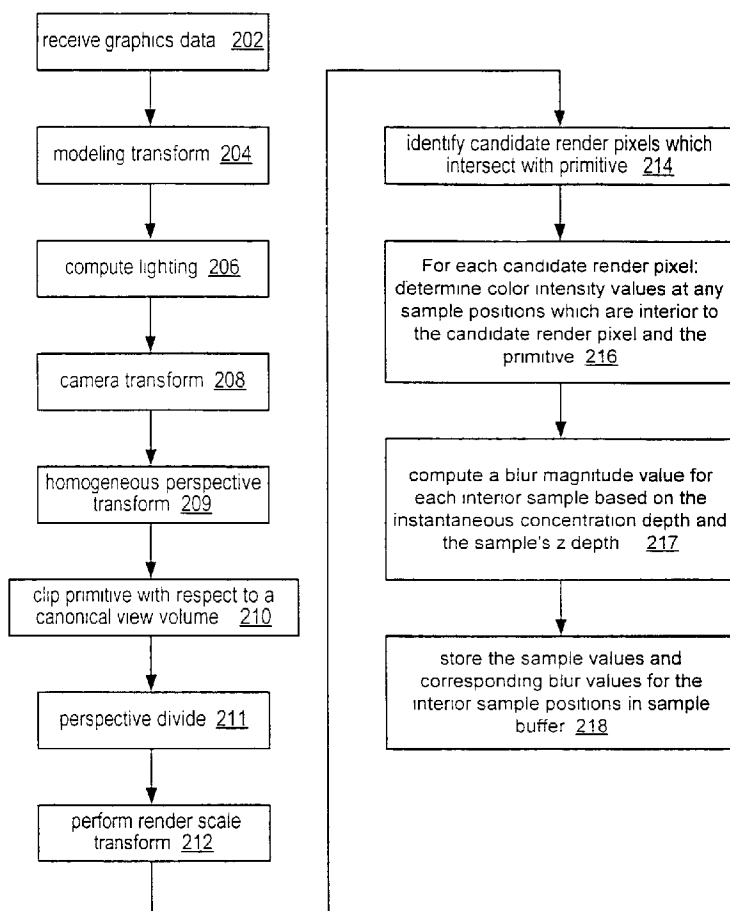 receive graphics data 202
modeling transform 204
compute lighting 206
camera transform 208
homogeneous perspective
transform 209
clip primitive with respect to a
canonical view volume 210
perspective divide 211
perform render scale
transform 212
identify candidate render pixels which
intersect with primitive 214
For each candidate render pixel:
determine color intensity values at any
sample positions which are interior to
the candidate render pixel and the
primitive 216
compute a blur magnitude value for
each interior sample based on the
instantaneous concentration depth and
the sample's z depth 217
store the sample values and
corresponding blur values for the
interior sample positions in sample
buffer 218